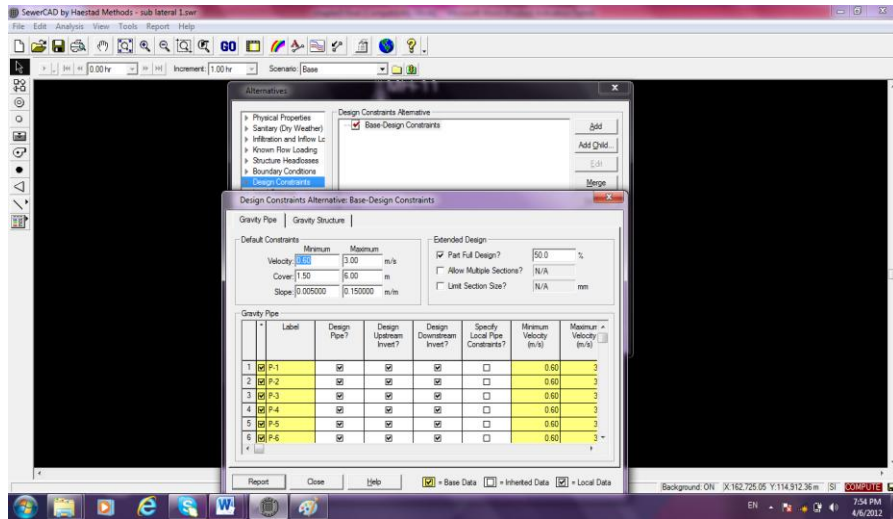 SewerCAD by Haestad Methods - sub lateral 1.swr
File Edit Analysis View Tools Report Help
GO
0.00 hr Increment: 1.00 hr Scenario: Base
Alternatives
Physical Properties
Sanitary (Dry Weather)
Infiltration and Inflow Lo
Known Flow Loading
Structure Headlosses
Boundary Conditions
Design Constraints
Design Constraints Alternative
Base-Design Constraints
Add
Add Child...
Edit
Merge
Design Constraints Alternative: Base-Design Constraints
Gravity Pipe Gravity Structure
Default Constraints
Minimum Maximum
Velocity: 0.60 3.00 m/s
Cover: 1.50 6.00 m
Slope: 0.005000 0.150000 m/m
Extended Design
Part Full Design? 50.0 %
Allow Multiple Sections? N/A
Limit Section Size? N/A mm
Gravity Pipe
* Label Design Pipe? Design Upstream Invert? Design Downstream Invert? Specify Local Pipe Constraints? Minimum Velocity (m/s) Maximum Velocity (m/s)
1 P-1 0.60 3
2 P-2 0.60 3
3 P-3 0.60 3
4 P-4 0.60 3
5 P-5 0.60 3
6 P-6 0.60 3
Report Close Help = Base Data = Inherited Data = Local Data
Background: ON X:162,725.05 Y:114,912.36 m SI COMPUTE
EN 7:54 PM
4/6/2012